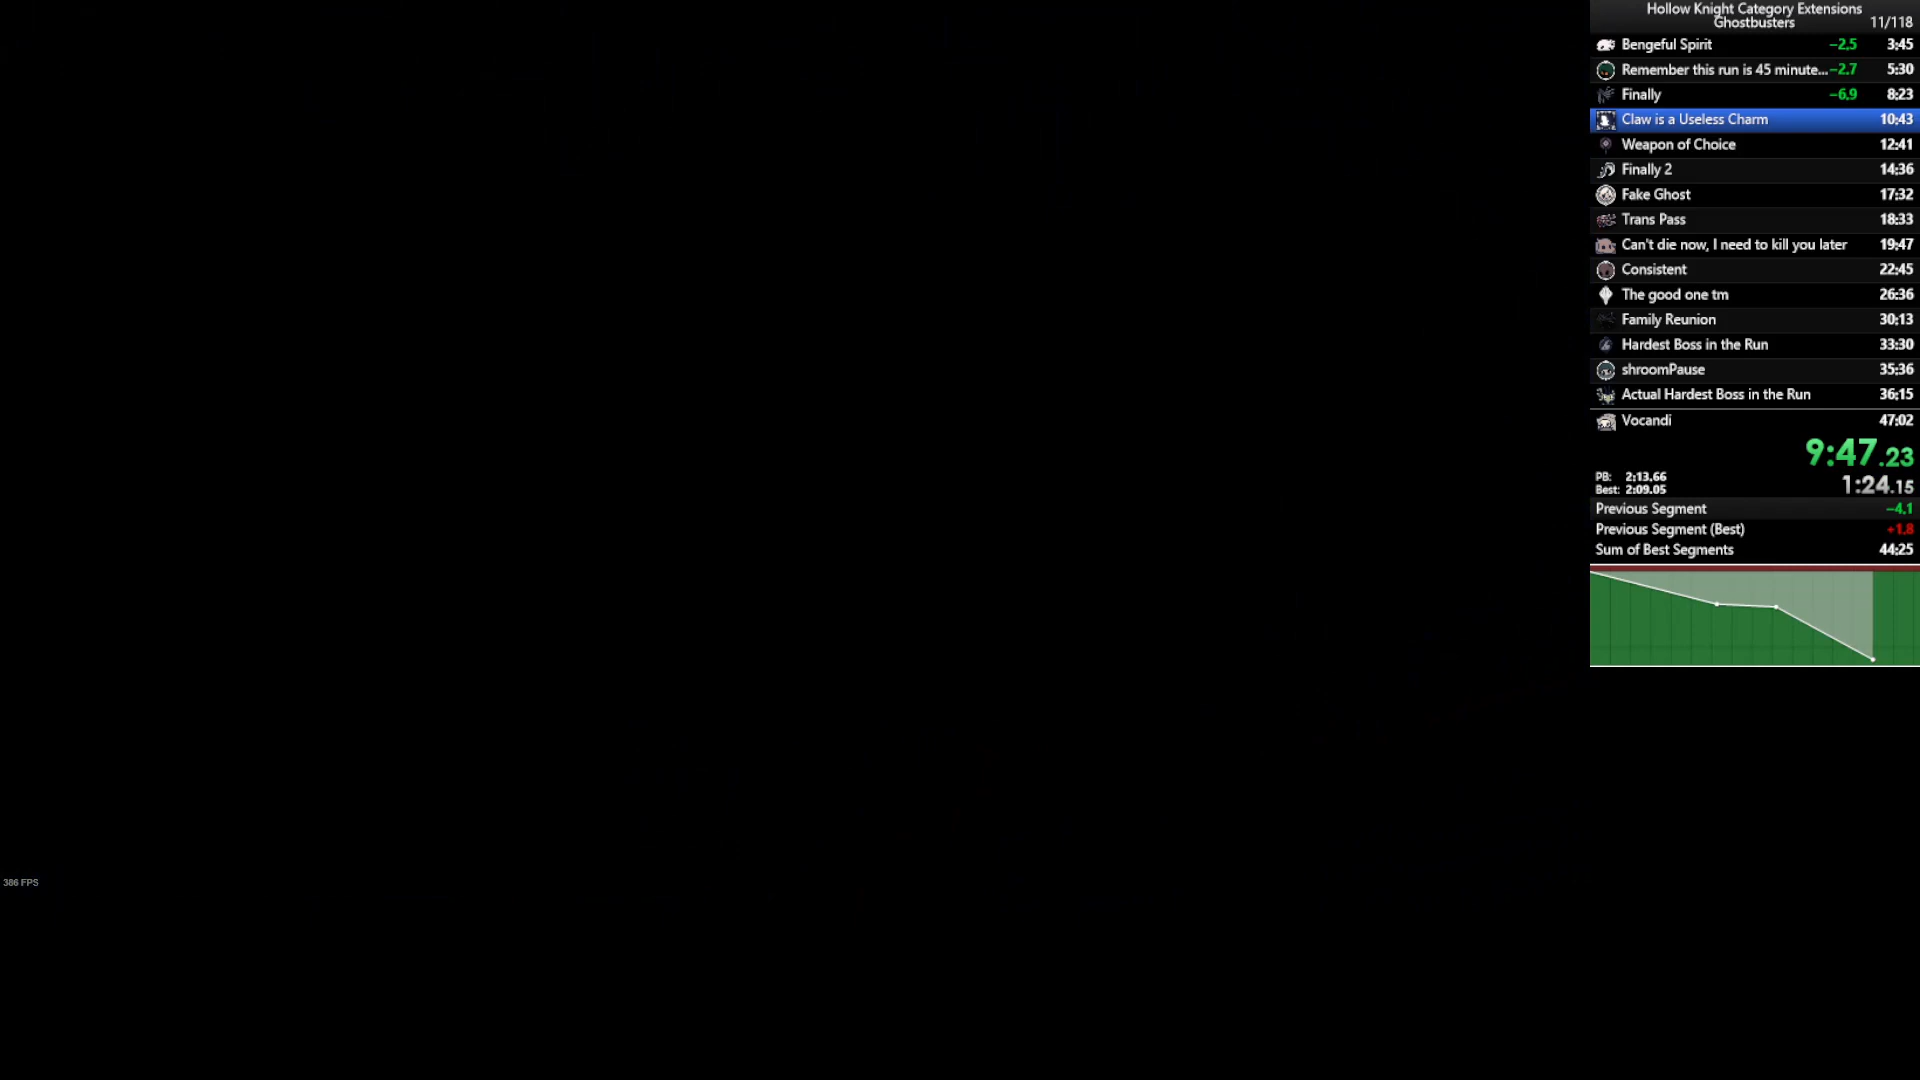 Hollow Knight Category Extensions
Ghostbusters 11/118
Bengeful Spirit −2.5 3:45
Remember this run is 45 minute... −2.7 5:30
Finally −6.9 8:23
Claw is a Useless Charm 10:43
Weapon of Choice 12:41
Finally 2 14:36
Fake Ghost 17:32
Trans Pass 18:33
Can't die now, I need to kill you later 19:47
Consistent 22:45
The good one tm 26:36
Family Reunion 30:13
Hardest Boss in the Run 33:30
shroomPause 35:36
Actual Hardest Boss in the Run 36:15
Vocandi 47:02
9:47.23
PB: 2:13.66
Best: 2:09.05 1:24.15
Previous Segment −4.1
Previous Segment (Best) +1.8
Sum of Best Segments 44:25
386 FPS